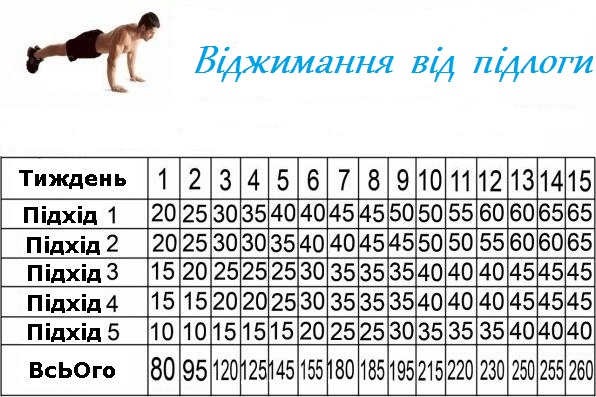 Віджимання від підлоги
Тиждень 1 2 3 4 5 6 7 8 9 10 11 12 13 14 15
Підхід 1 20 25 30 35 40 40 45 45 50 50 55 60 60 65 65
Підхід 2 20 25 30 30 35 40 40 45 45 50 50 55 60 60 65
Підхід 3 15 20 25 25 25 30 35 35 35 40 40 40 45 45 45
Підхід 4 15 15 20 20 25 30 35 35 35 40 40 40 45 45 45
Підхід 5 10 10 15 15 15 20 25 25 30 35 35 35 40 40 40
ВсЬОго 80 95 120 125 145 155 180 185 195 215 220 230 250 255 260